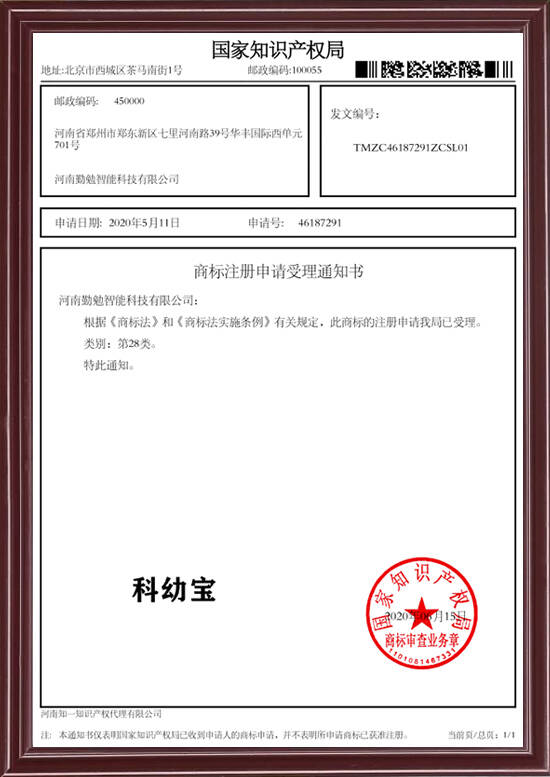 国家知识产权局
地址:北京市西城区茶马南街1号 邮政编码:100055
邮政编码: 450000
河南省郑州市郑东新区七里河南路39号华丰国际西单元
701号
河南勤勉智能科技有限公司
发文编号：
TMZC46187291ZCSL01
申请日期: 2020年5月11日 申请号: 46187291
商标注册申请受理通知书
河南勤勉智能科技有限公司：
根据《商标法》和《商标法实施条例》有关规定，此商标的注册申请我局已受理。
类别：第28类。
特此通知。
科幼宝
国家知识产权局
商标审查业务章
河南知一知识产权代理有限公司
注: 本通知书仅表明国家知识产权局已收到申请人的商标申请，并不表明所申请商标已获准注册。 当前页/总页：1/1